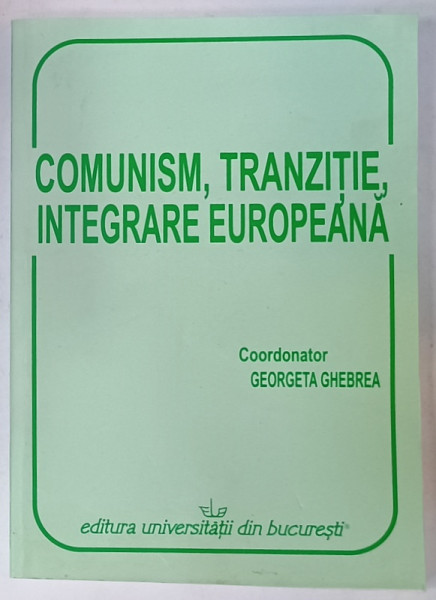 COMUNISM, TRANZIȚIE,
INTEGRARE EUROPEANĂ
Coordonator
GEORGETA GHEBREA
editura universității din bucurești